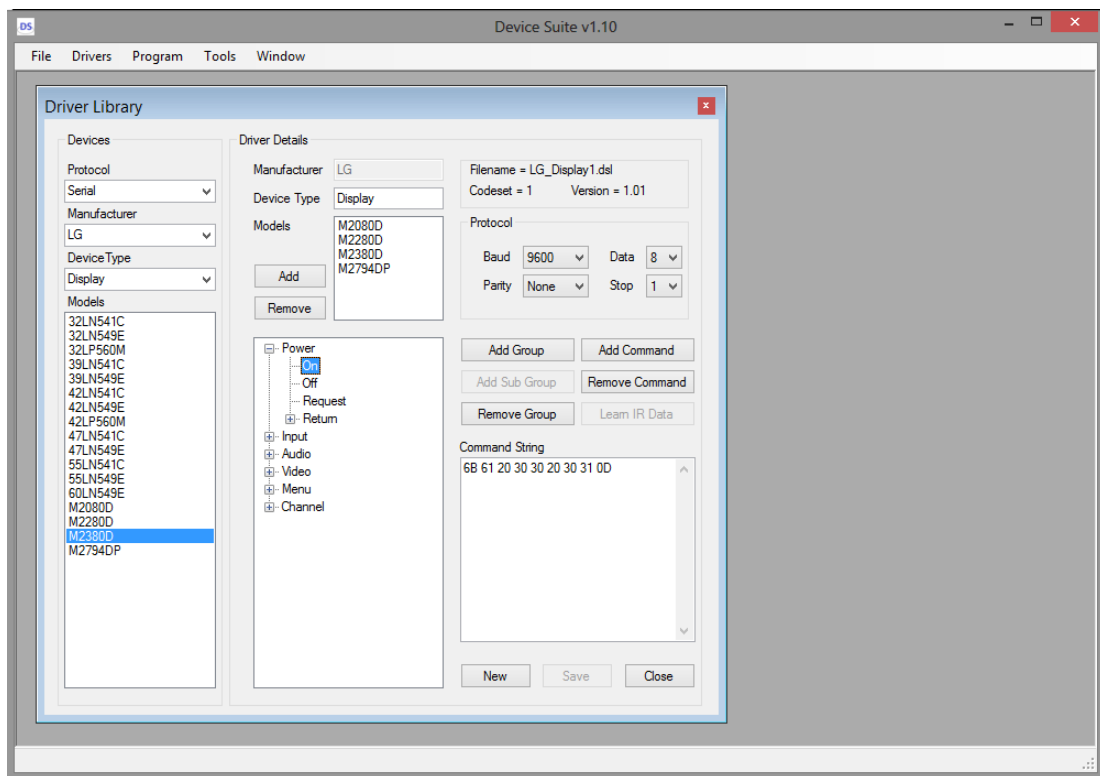 DS
Device Suite v1.10
File Drivers Program Tools Window
Driver Library
Devices
Protocol
Serial
Manufacturer
LG
DeviceType
Display
Models
32LN541C
32LN549E
32LP560M
39LN541C
39LN549E
42LN541C
42LN549E
42LP560M
47LN541C
47LN549E
55LN541C
55LN549E
60LN549E
M2080D
M2280D
M2380D
M2794DP
Driver Details
Manufacturer LG
Device Type Display
Models
M2080D
M2280D
M2380D
M2794DP
Add
Remove
Power
On
Off
Request
Return
Input
Audio
Video
Menu
Channel
Filename = LG_Display1.dsl
Codeset = 1 Version = 1.01
Protocol
Baud 9600 Data 8
Parity None Stop 1
Add Group Add Command
Add Sub Group Remove Command
Remove Group Learn IR Data
Command String
6B 61 20 30 30 20 30 31 0D
New Save Close